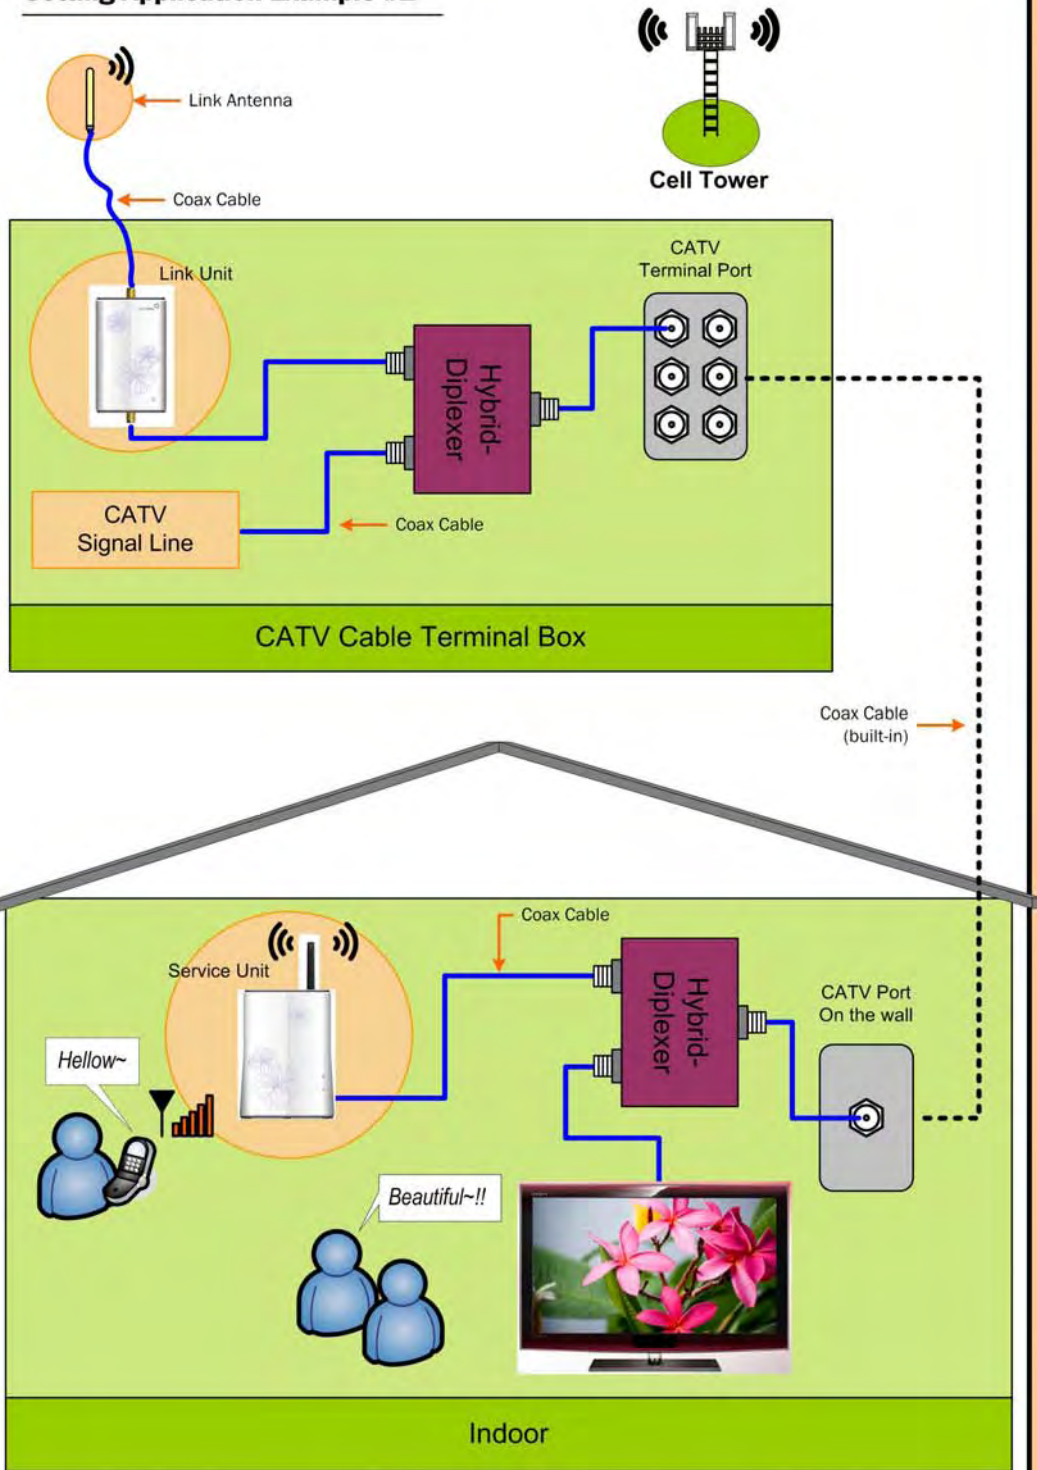 Link Antenna
Coax Cable
Cell Tower
Link Unit
CATV
Terminal Port
Hybrid-
Diplexer
CATV
Signal Line
Coax Cable
CATV Cable Terminal Box
Coax Cable
(built-in)
Coax Cable
Service Unit
Hybrid-
Diplexer
CATV Port
On the wall
Hellow~
Beautiful~!!
Indoor